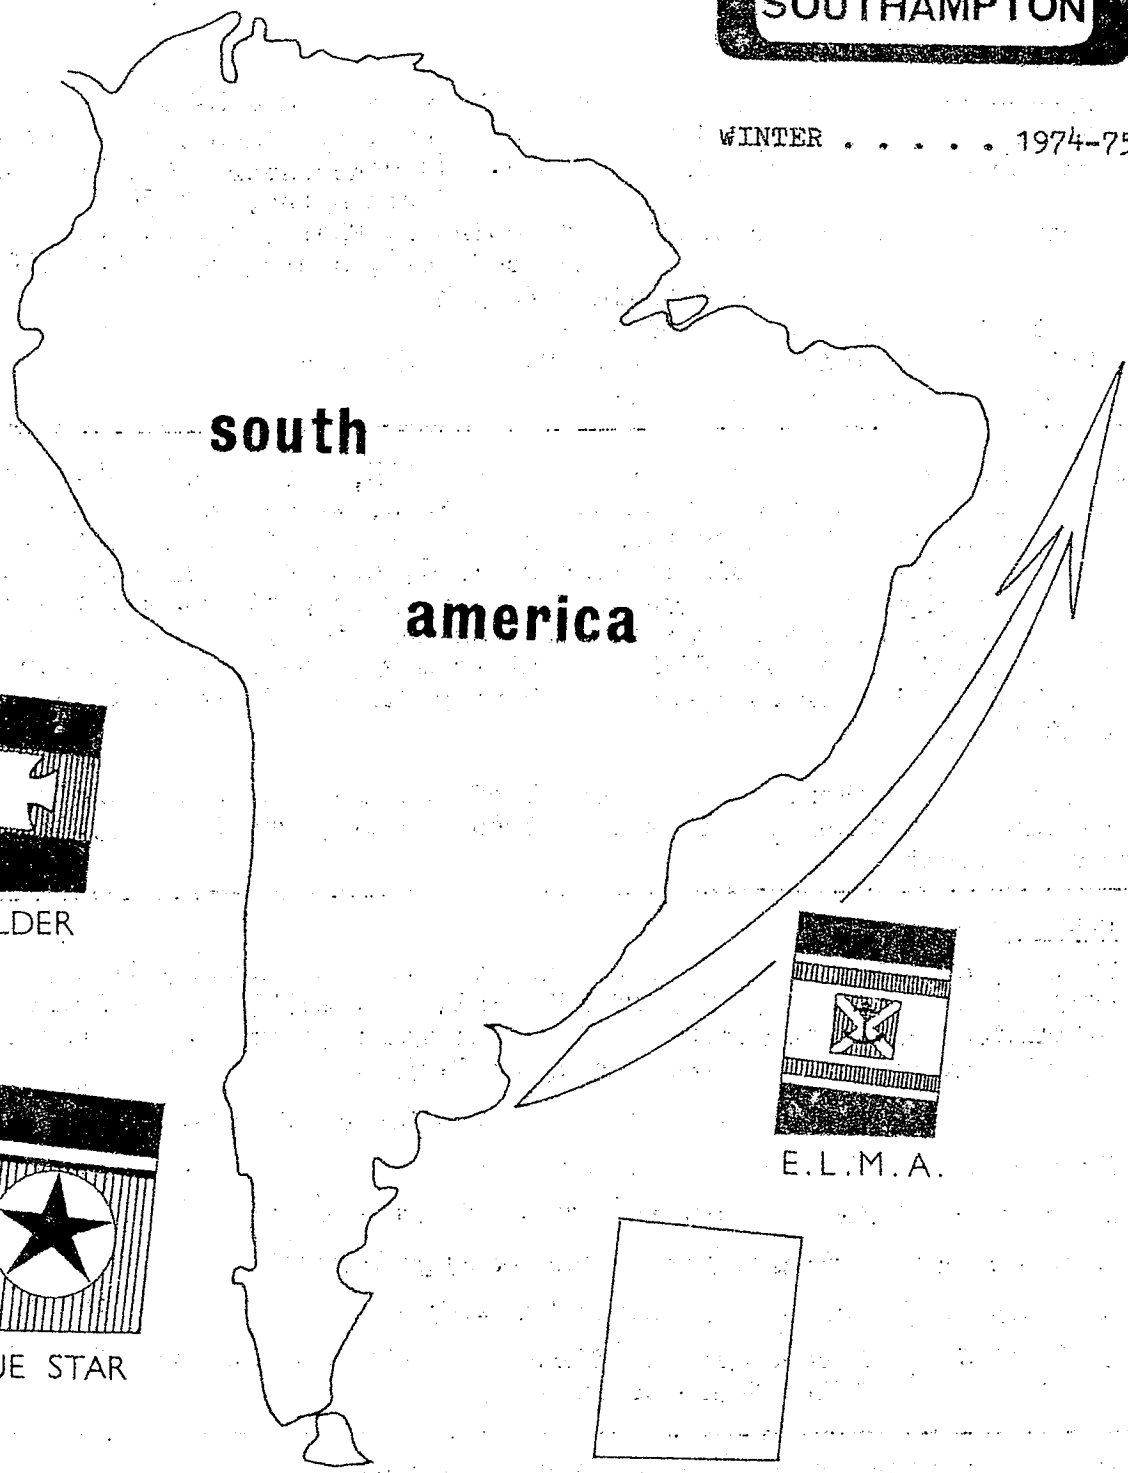 SOUTHAMPTON
WINTER . . . . . 1974-75
south
america
LDER
E.L.M.A.
UE STAR